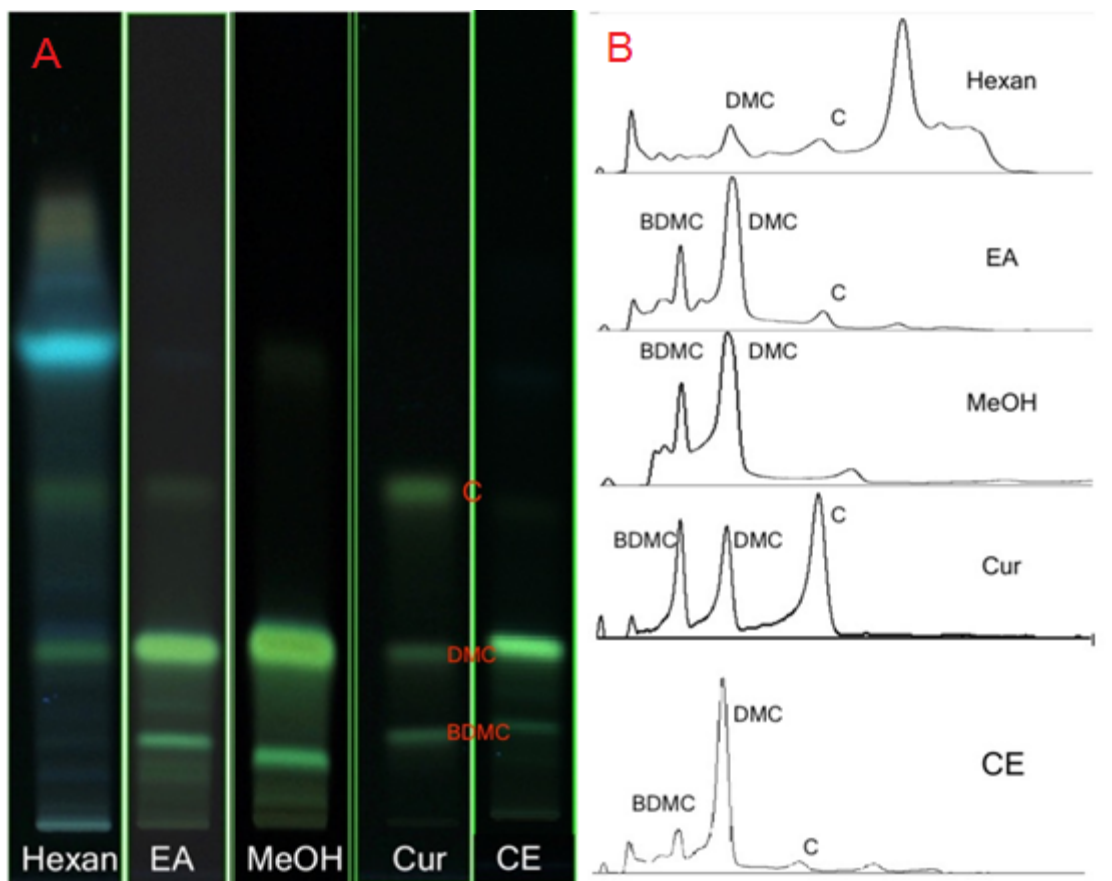 A
C
DMC
BDMC
Hexan EA MeOH Cur CE
B
Hexan
DMC
C
EA
BDMC DMC
C
BDMC DMC
MeOH
C
BDMC DMC
Cur
DMC
CE
BDMC
C